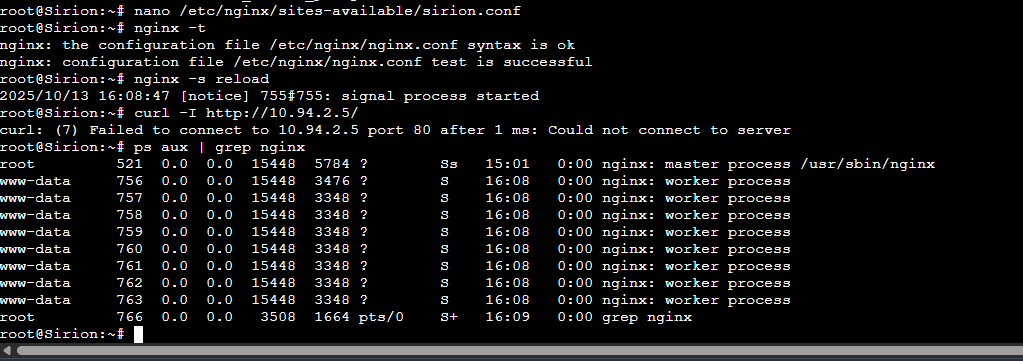 root@Sirion:~# nano /etc/nginx/sites-available/sirion.conf
root@Sirion:~# nginx -t
nginx: the configuration file /etc/nginx/nginx.conf syntax is ok
nginx: configuration file /etc/nginx/nginx.conf test is successful
root@Sirion:~# nginx -s reload
2025/10/13 16:08:47 [notice] 755#755: signal process started
root@Sirion:~# curl -I http://10.94.2.5/
curl: (7) Failed to connect to 10.94.2.5 port 80 after 1 ms: Could not connect to server
root@Sirion:~# ps aux | grep nginx
root         521  0.0  0.0  15448  5784 ?        Ss   15:01   0:00 nginx: master process /usr/sbin/nginx
www-data     756  0.0  0.0  15448  3476 ?        S    16:08   0:00 nginx: worker process
www-data     757  0.0  0.0  15448  3348 ?        S    16:08   0:00 nginx: worker process
www-data     758  0.0  0.0  15448  3348 ?        S    16:08   0:00 nginx: worker process
www-data     759  0.0  0.0  15448  3348 ?        S    16:08   0:00 nginx: worker process
www-data     760  0.0  0.0  15448  3348 ?        S    16:08   0:00 nginx: worker process
www-data     761  0.0  0.0  15448  3348 ?        S    16:08   0:00 nginx: worker process
www-data     762  0.0  0.0  15448  3348 ?        S    16:08   0:00 nginx: worker process
www-data     763  0.0  0.0  15448  3348 ?        S    16:08   0:00 nginx: worker process
root         766  0.0  0.0   3508  1664 pts/0    S+   16:09   0:00 grep nginx
root@Sirion:~#